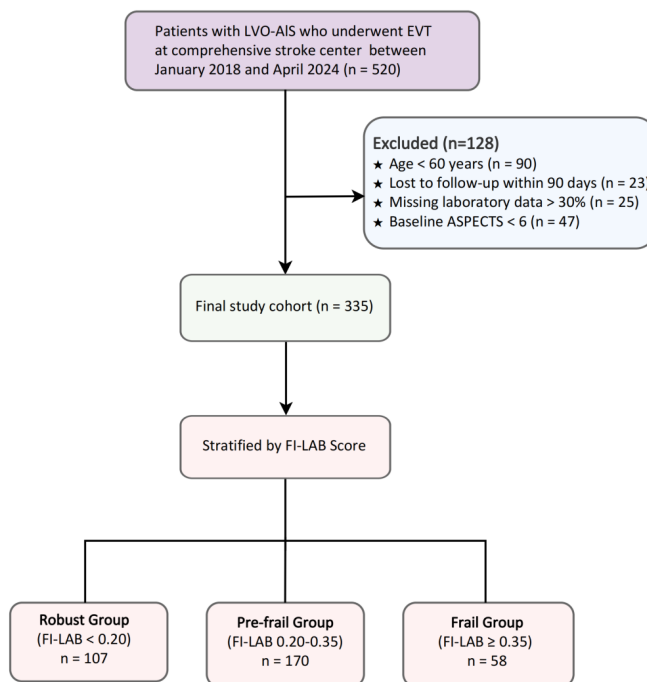 Patients with LVO-AIS who underwent EVT
at comprehensive stroke center between
January 2018 and April 2024 (n = 520)
Excluded (n=128)
★ Age < 60 years (n = 90)
★ Lost to follow-up within 90 days (n = 23)
★ Missing laboratory data > 30% (n = 25)
★ Baseline ASPECTS < 6 (n = 47)
Final study cohort (n = 335)
Stratified by FI-LAB Score
Robust Group
(FI-LAB < 0.20)
n = 107
Pre-frail Group
(FI-LAB 0.20-0.35)
n = 170
Frail Group
(FI-LAB ≥ 0.35)
n = 58